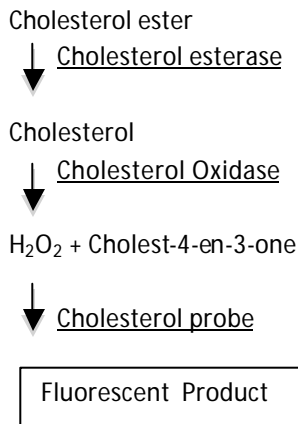 Cholesterol ester
Cholesterol esterase
Cholesterol
Cholesterol Oxidase
H₂O₂ + Cholest-4-en-3-one
Cholesterol probe
Fluorescent Product